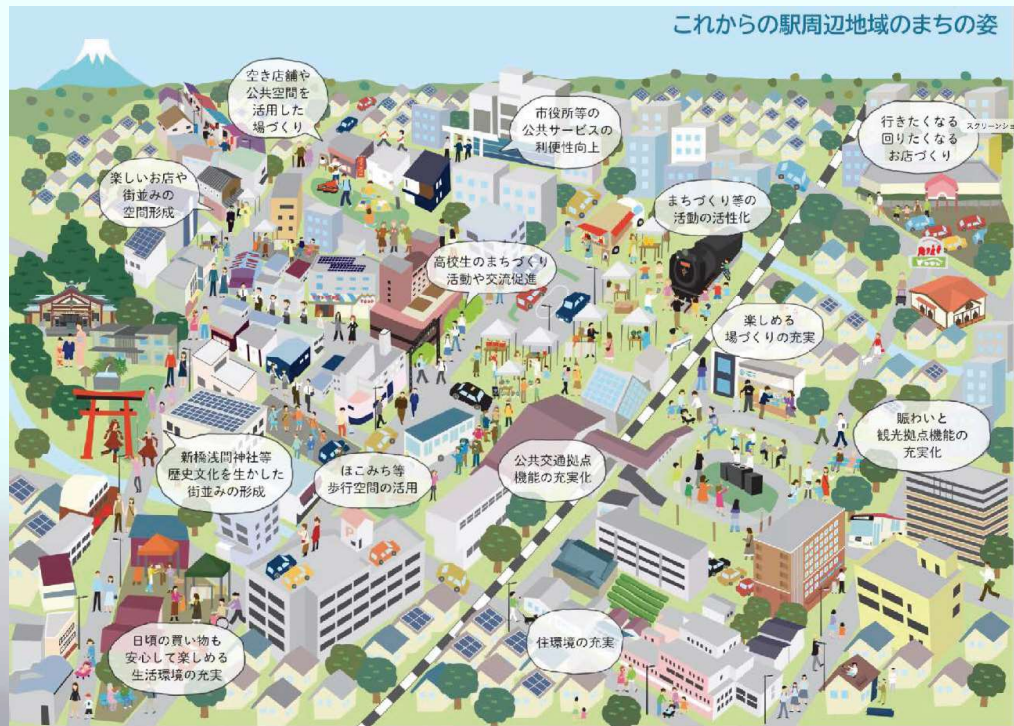 これからの駅周辺地域のまちの姿
空き店舗や
公共空間を
活用した
場づくり
市役所等の
公共サービスの
利便性向上
行きたくなる
回りたくなる
お店づくり
楽しいお店や
街並みの
空間形成
まちづくり等の
活動の活性化
高校生のまちづくり
活動や交流促進
楽しめる
場づくりの充実
賑わいと
観光拠点機能の
充実化
新橋浅間神社等
歴史文化を生かした
街並みの形成
ほこみち等
歩行空間の活用
公共交通拠点
機能の充実化
日頃の買い物も
安心して楽しめる
生活環境の充実
住環境の充実